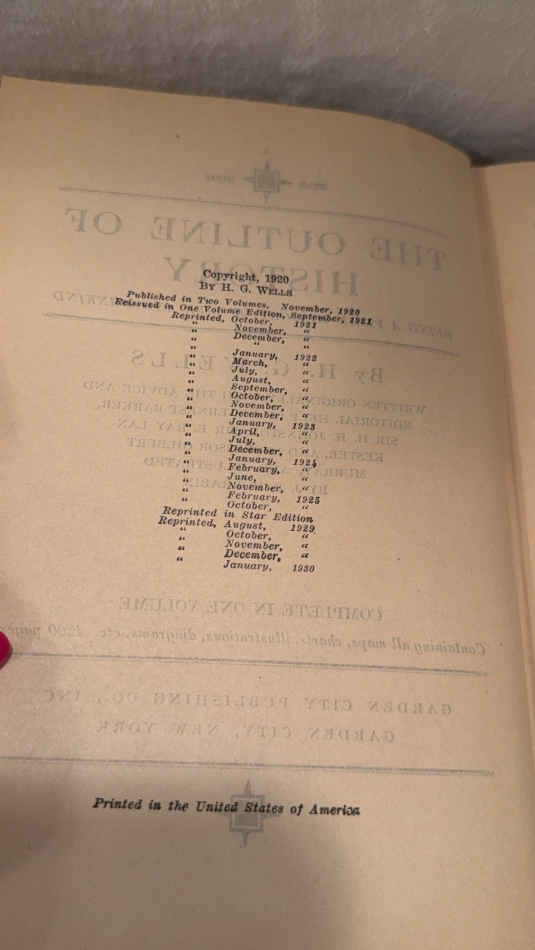 Copyright, 1920
By H. G. Wells
Published in Two Volumes, November, 1920
Reissued in One Volume Edition, September, 1921
Reprinted, October, 1921
" November, "
" December, "
" " "
" January, 1922
" March, "
" July, "
" August, "
" September, "
" October, "
" November, "
" December, "
" January, 1923
" April, "
" July, "
" December, "
" January, 1924
" February, "
" June, "
" November, "
" February, 1925
" October, "
Reprinted in Star Edition
Reprinted, August, 1929
" October, "
" November, "
" December, "
" January, 1930
Printed in the United States of America